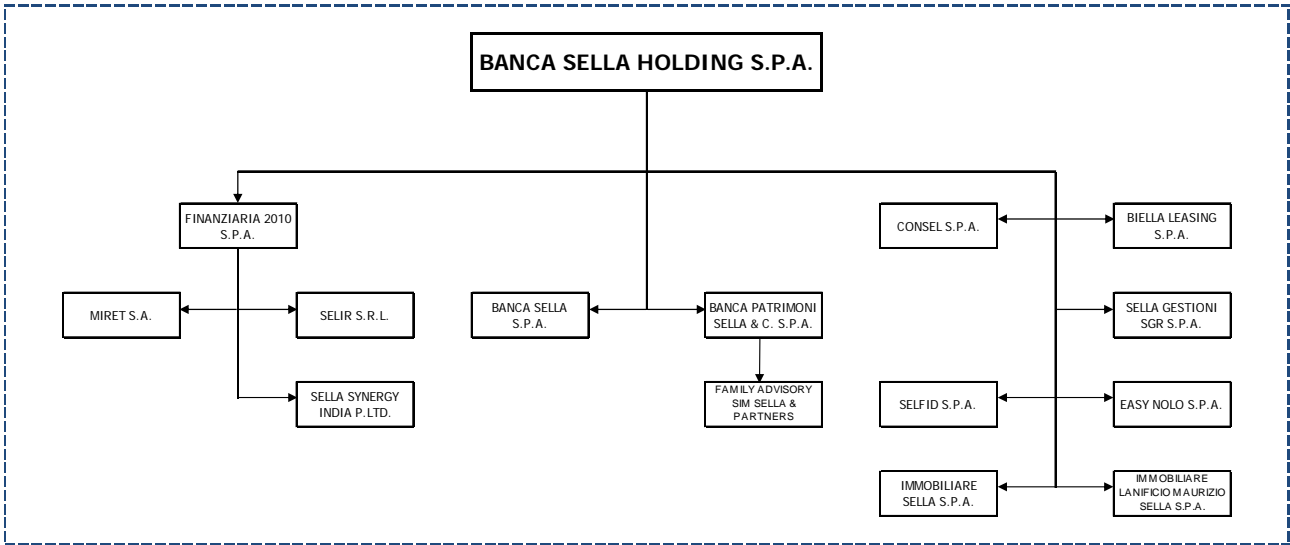 BANCA SELLA HOLDING S.P.A.
FINANZIARIA 2010
S.P.A.
CONSEL S.P.A.
BIELLA LEASING
S.P.A.
MIRET S.A.
SELIR S.R.L.
BANCA SELLA
S.P.A.
BANCA PATRIMONI
SELLA & C. S.P.A.
SELLA GESTIONI
SGR S.P.A.
SELLA SYNERGY
INDIA P.LTD.
FAMILY ADVISORY
SIM SELLA &
PARTNERS
SELFID S.P.A.
EASY NOLO S.P.A.
IMMOBILIARE
SELLA S.P.A.
IMMOBILIARE
LANIFICIO MAURIZIO
SELLA S.P.A.